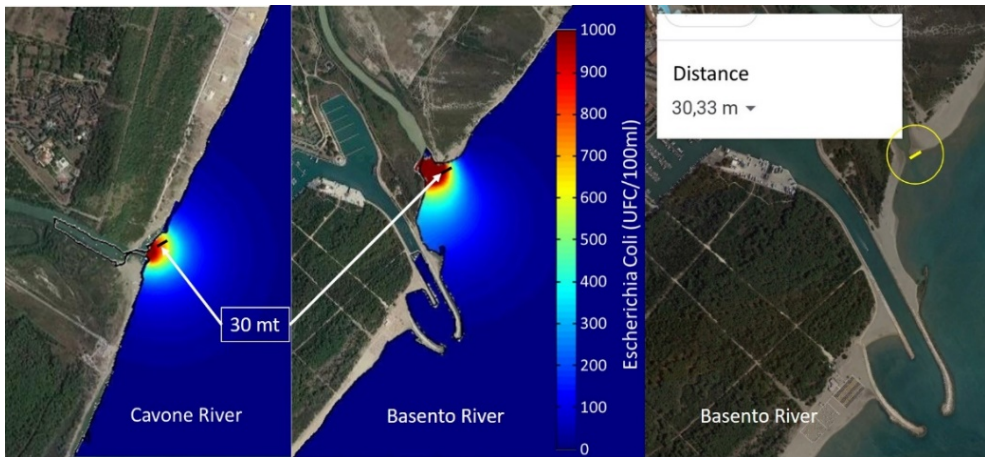 Cavone River
30 mt
Basento River
1000
900
800
700
600
500
400
300
200
100
0
Escherichia Coli (UFC/100ml)
Distance
30,33 m
Basento River